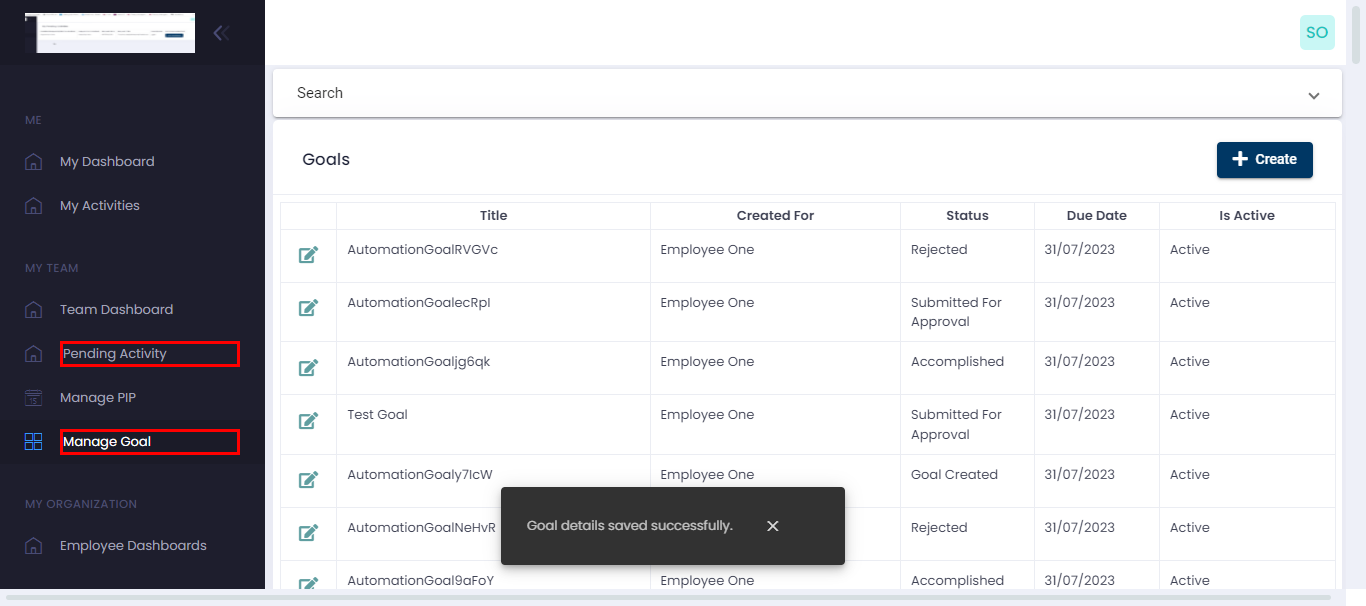 SO
ME
My Dashboard
My Activities
MY TEAM
Team Dashboard
Pending Activity
Manage PIP
15
Manage Goal
MY ORGANIZATION
Employee Dashboards
Search
Goals
Create
Title Created For Status Due Date Is Active
AutomationGoalRVGVc Employee One Rejected 31/07/2023 Active
AutomationGoalecRpI Employee One Submitted For 31/07/2023 Active
Approval
AutomationGoaljg6qk Employee One Accomplished 31/07/2023 Active
Test Goal Employee One Submitted For 31/07/2023 Active
Approval
AutomationGoaly7IcW Employee One Goal Created 31/07/2023 Active
AutomationGoalNeHvR Rejected 31/07/2023 Active
AutomationGoal9aFoY Employee One Accomplished 31/07/2023 Active
Goal details saved successfully.